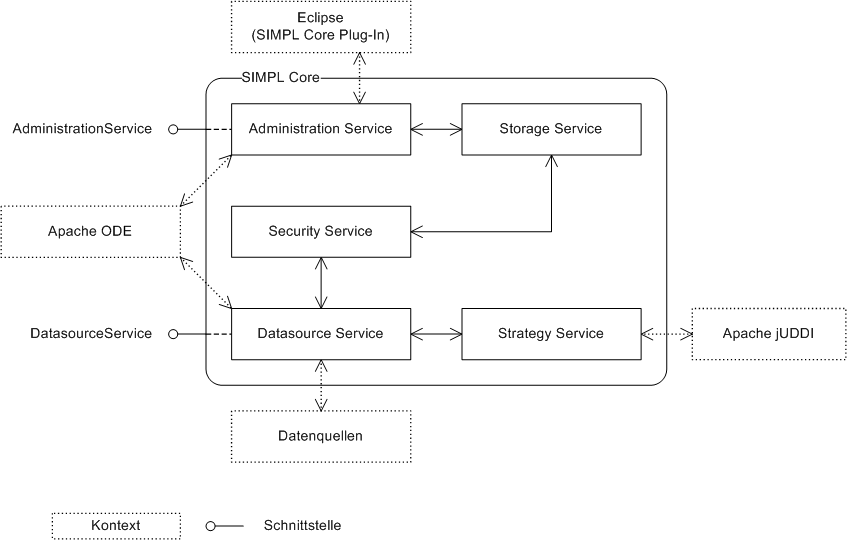 Eclipse
(SIMPL Core Plug-In)
SIMPL Core
AdministrationService
Administration Service
Storage Service
Apache ODE
Security Service
DatasourceService
Datasource Service
Strategy Service
Apache jUDDI
Datenquellen
Kontext
Schnittstelle